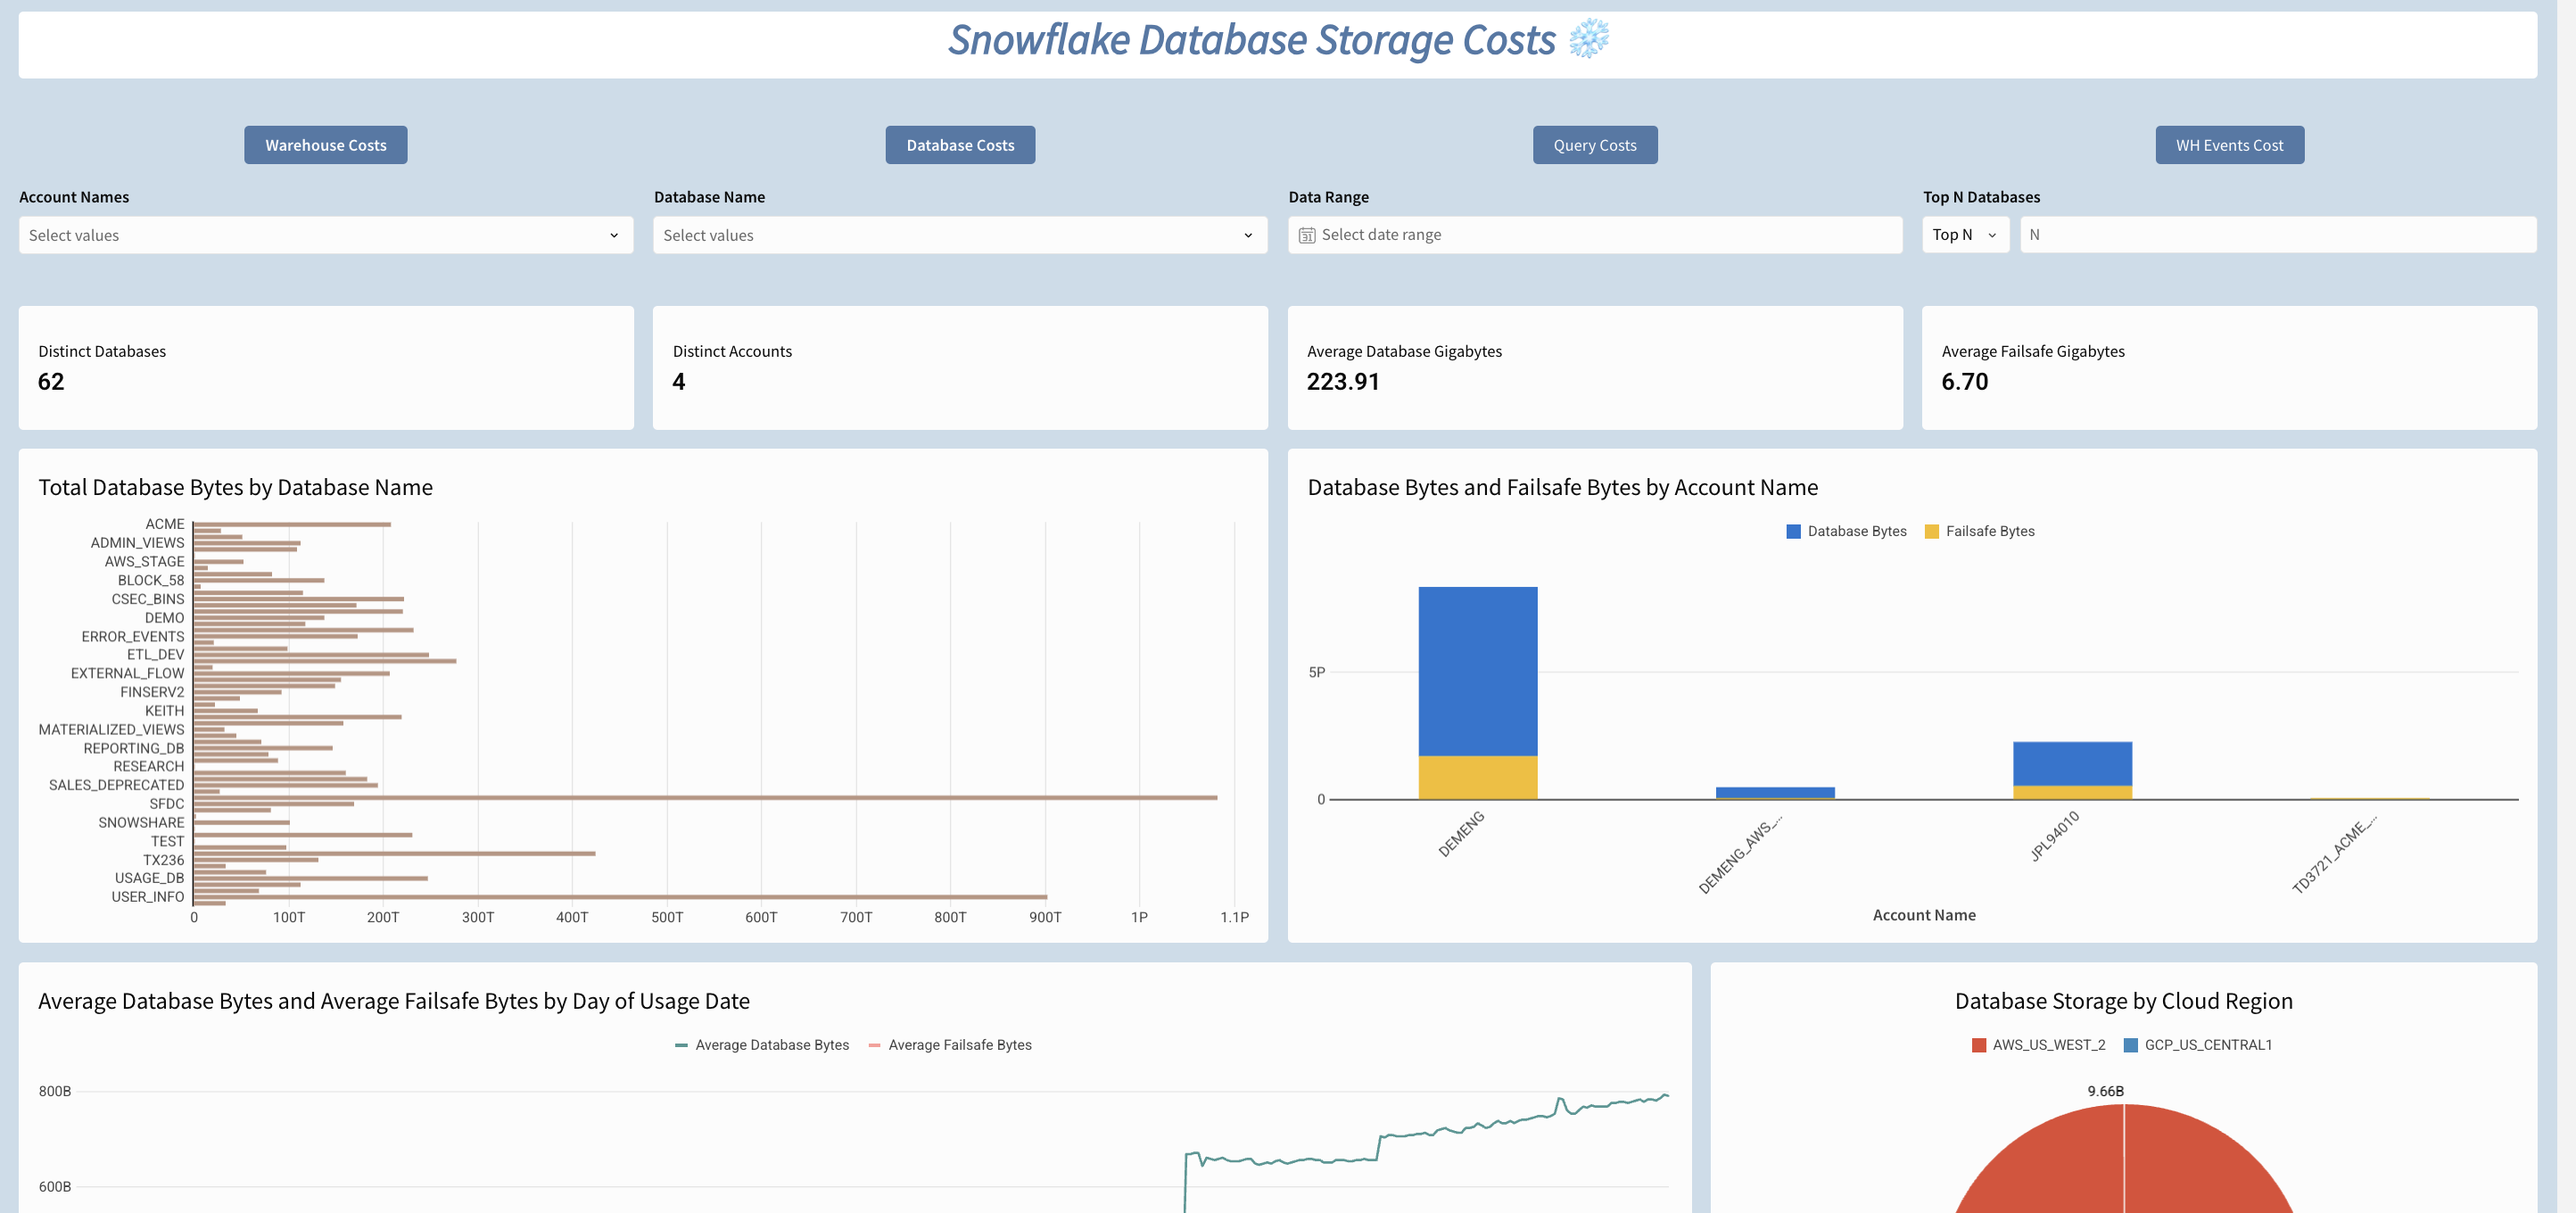 Snowflake Database Storage Costs ❄️
Warehouse Costs
Database Costs
Query Costs
WH Events Cost
Account Names
Database Name
Data Range
Top N Databases
Select values
Select values
31 Select date range
Top N
N
Distinct Databases
62
Distinct Accounts
4
Average Database Gigabytes
223.91
Average Failsafe Gigabytes
6.70
Total Database Bytes by Database Name
ACME
ADMIN_VIEWS
AWS_STAGE
BLOCK_58
CSEC_BINS
DEMO
ERROR_EVENTS
ETL_DEV
EXTERNAL_FLOW
FINSERV2
KEITH
MATERIALIZED_VIEWS
REPORTING_DB
RESEARCH
SALES_DEPRECATED
SFDC
SNOWSHARE
TEST
TX236
USAGE_DB
USER_INFO
0 100T 200T 300T 400T 500T 600T 700T 800T 900T 1P 1.1P
Database Bytes and Failsafe Bytes by Account Name
Database Bytes Failsafe Bytes
5P
0
DEMENG
DEMENG_AWS_...
JPL94010
TD3721_ACME_...
Account Name
Average Database Bytes and Average Failsafe Bytes by Day of Usage Date
Average Database Bytes Average Failsafe Bytes
800B
600B
Database Storage by Cloud Region
AWS_US_WEST_2 GCP_US_CENTRAL1
9.66B